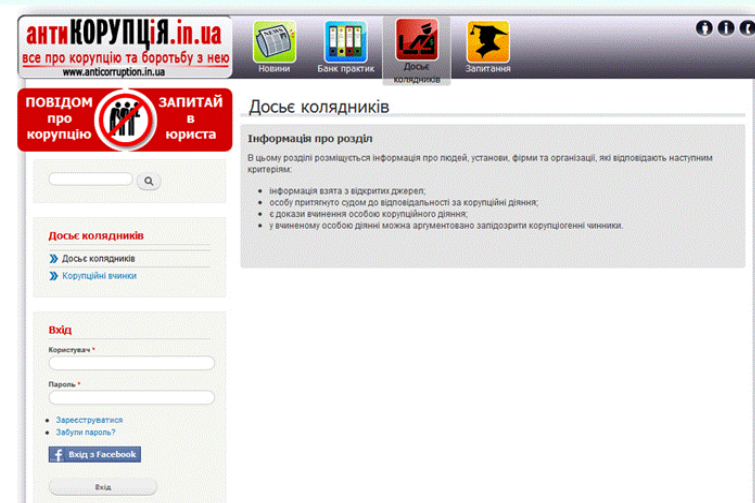 антиКОРУПЦіЯ.in.ua
все про корупцію та боротьбу з нею
www.anticorruption.in.ua
Новини
Банк практик
Досьє
колядників
Запитання
ПОВІДОМ
про
корупцію
ЗАПИТАЙ
в
юриста
Досьє колядників
Інформація про розділ
В цьому розділі розміщується інформація про людей, установи, фірми та організації, які відповідають наступним
критеріям:
інформація взята з відкритих джерел;
особу притягнуто судом до відповідальності за корупційні діяння;
є докази вчинення особою корупційного діяння;
у вчиненому особою діянні можна аргументовано запідозрити корупціогенні чинники.
Досьє колядників
Досьє колядників
Корупційні вчинки
Вхід
Користувач *
Пароль *
Зареєструватися
Забули пароль?
Вхід з Facebook
Вхід